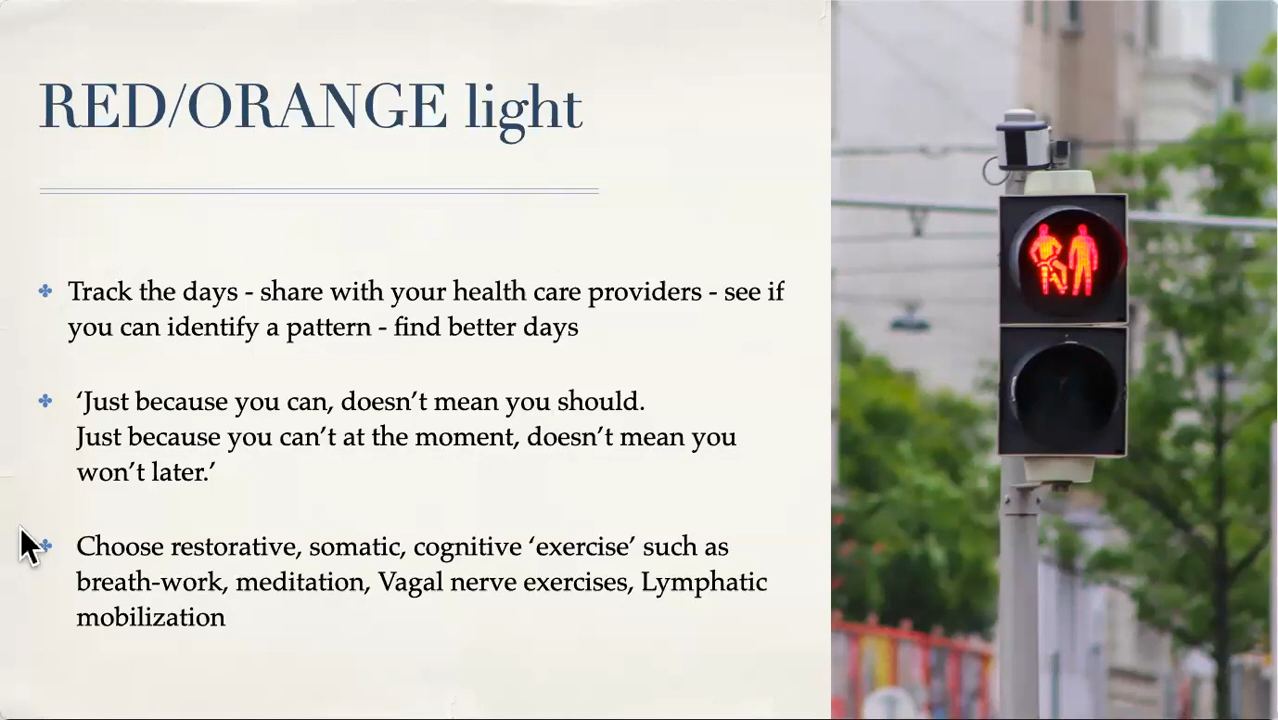 RED/ORANGE light
Track the days - share with your health care providers - see if
you can identify a pattern - find better days
‘Just because you can, doesn’t mean you should.
Just because you can’t at the moment, doesn’t mean you
won’t later.’
Choose restorative, somatic, cognitive ‘exercise’ such as
breath-work, meditation, Vagal nerve exercises, Lymphatic
mobilization